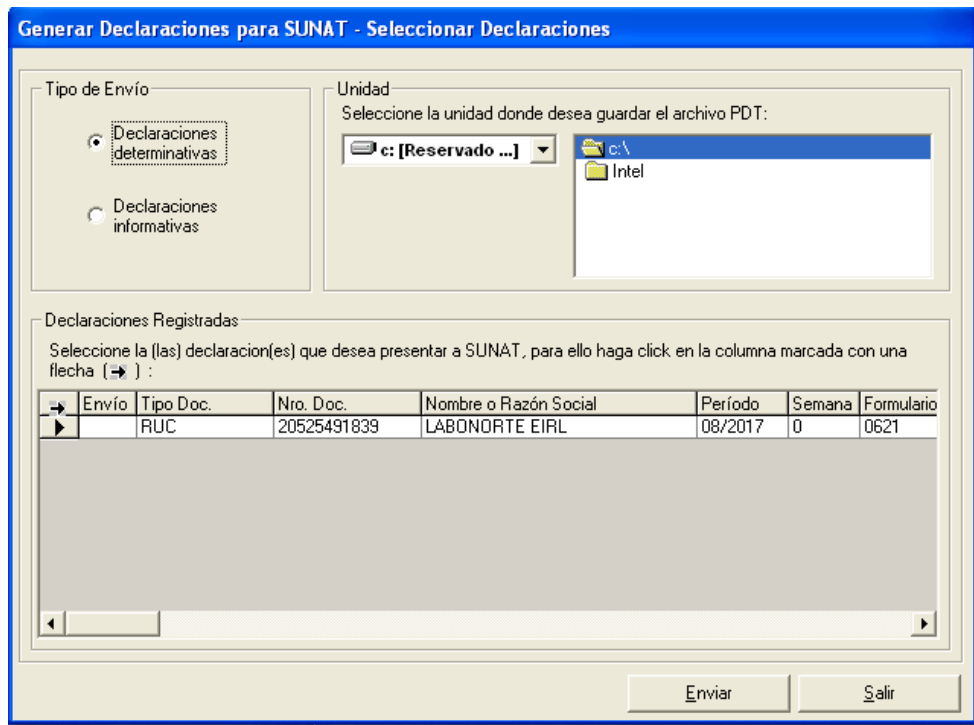 Generar Declaraciones para SUNAT - Seleccionar Declaraciones
Tipo de Envío
Declaraciones
determinativas
Declaraciones
informativas
Unidad
Seleccione la unidad donde desea guardar el archivo PDT:
c: [Reservado ...]
c:\
Intel
Declaraciones Registradas
Seleccione la (las) declaracion(es) que desea presentar a SUNAT, para ello haga click en la columna marcada con una
flecha ( ) :
Envío Tipo Doc. Nro. Doc. Nombre o Razón Social Período Semana Formulario
RUC 20525491839 LABONORTE EIRL 08/2017 0 0621
Enviar Salir